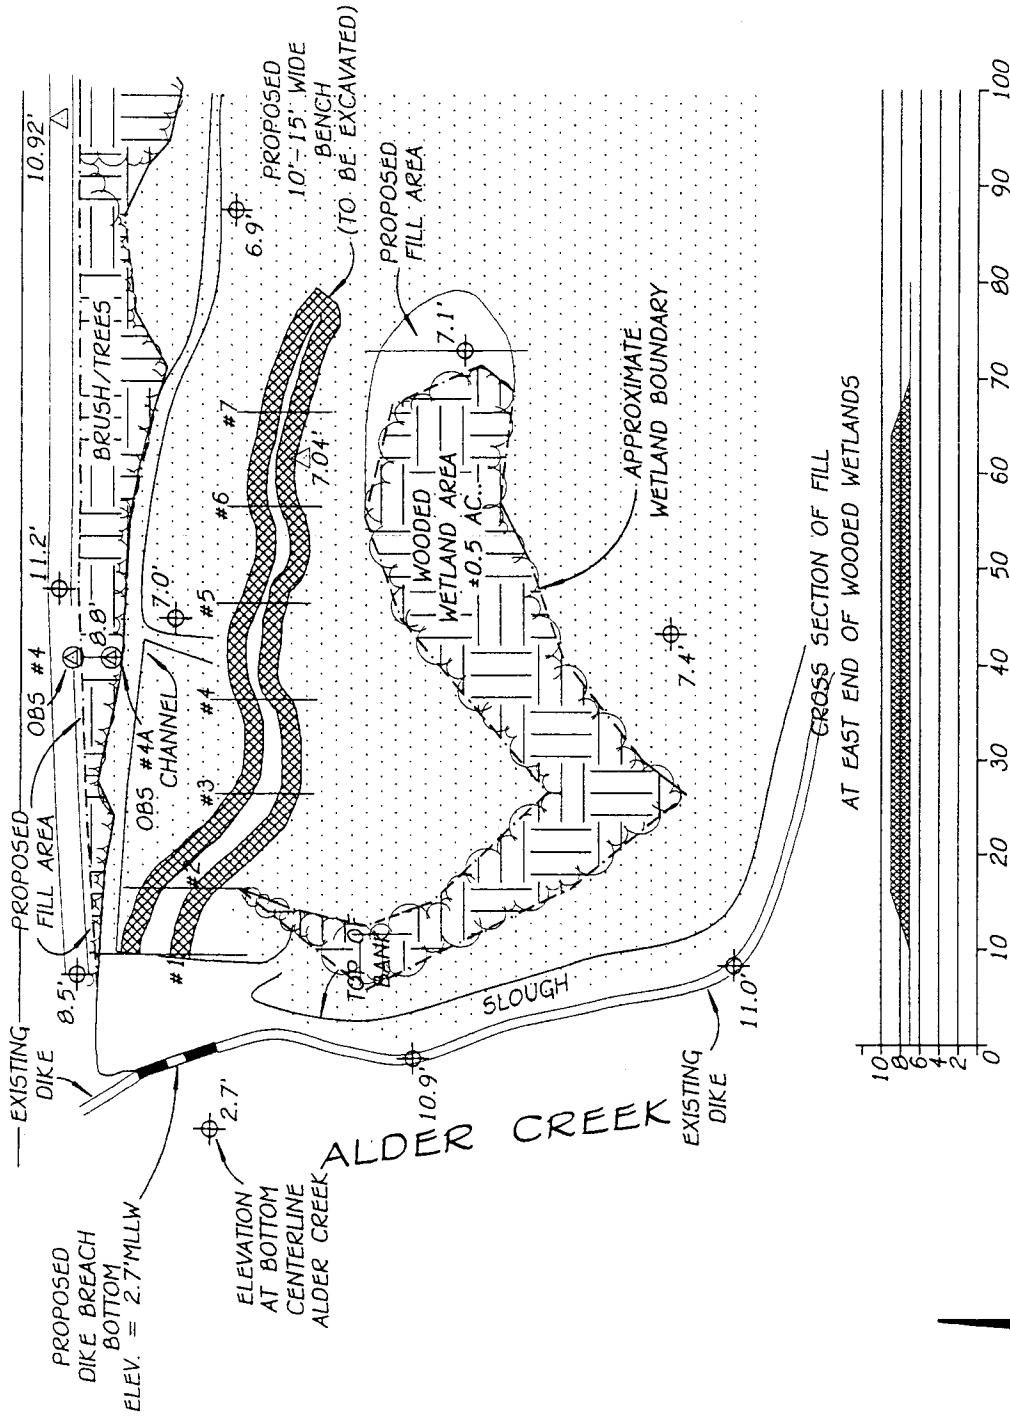 EXISTING
DIKE
PROPOSED
FILL AREA
OBS #4
11.2'
10.92'
8.5'
8.8'
BRUSH/TREES
PROPOSED
DIKE BREACH
BOTTOM
ELEV. = 2.7'MLLW
OBS #4A
CHANNEL
7.0'
6.9'
PROPOSED
10'-15' WIDE
BENCH
(TO BE EXCAVATED)
#1
#2
#3
#4
#5
#6
#7
7.04'
2.7'
ELEVATION
AT BOTTOM
CENTERLINE
ALDER CREEK
TOP OF
BANK
WOODED
WETLAND AREA
±0.5 AC.
PROPOSED
FILL AREA
7.1'
10.9'
ALDER CREEK
SLOUGH
7.4'
APPROXIMATE
WETLAND BOUNDARY
EXISTING
DIKE
11.0'
CROSS SECTION OF FILL
AT EAST END OF WOODED WETLANDS
10
8
6
4
2
0
10
20
30
40
50
60
70
80
90
100